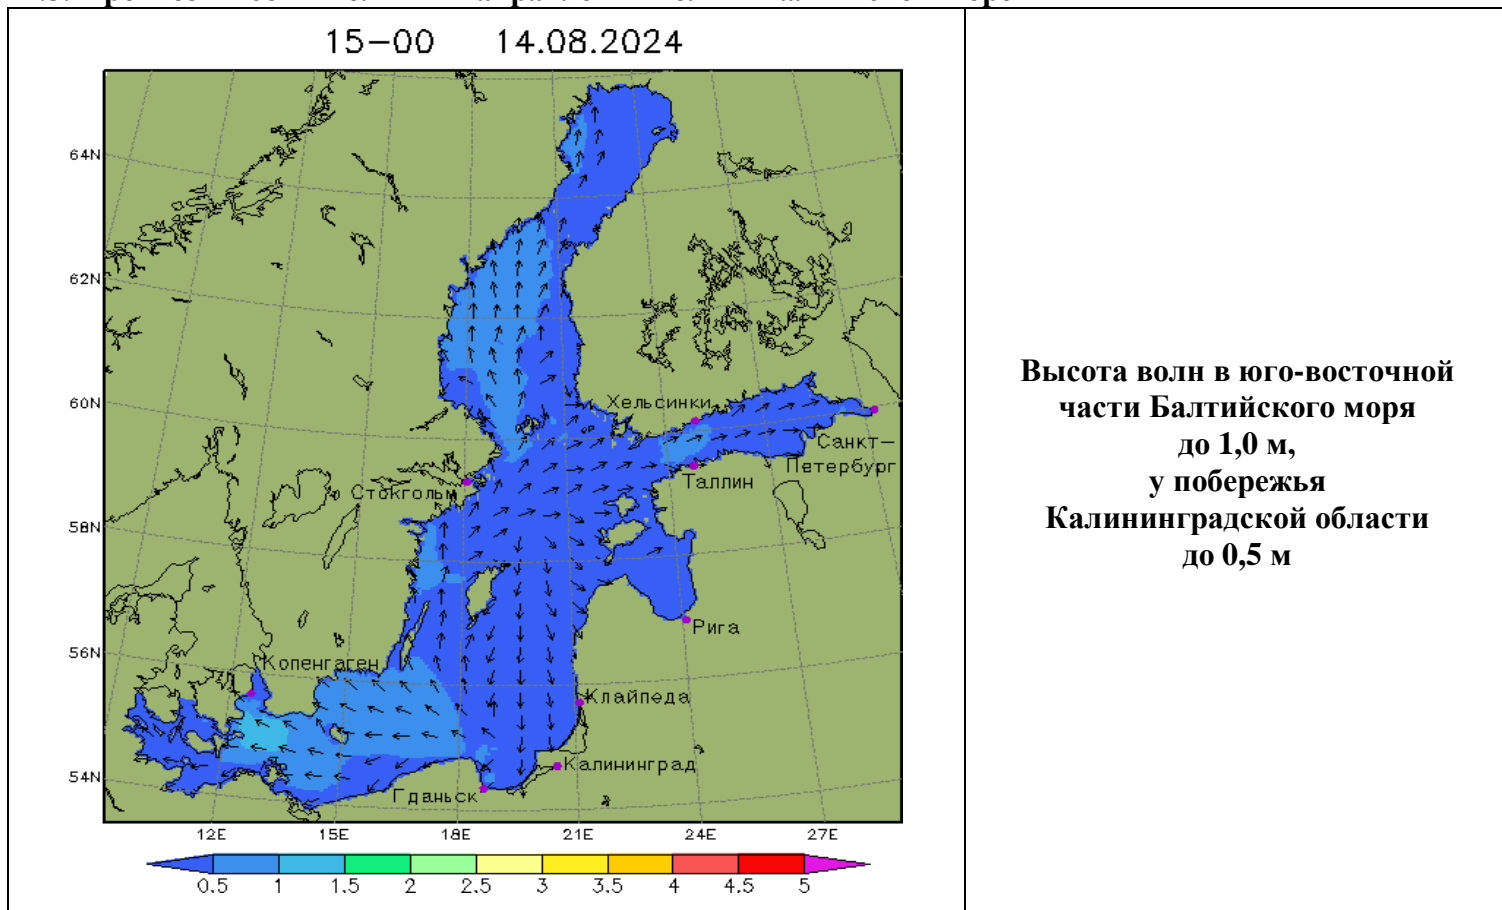 15-00 14.08.2024
64N
62N
60N
58N
56N
54N
Хельсинки
Санкт-
Петербург
Таллин
Стокгольм
Рига
Копенгаген
Клайпеда
Калининград
Гданьск
12E 15E 18E 21E 24E 27E
0.5 1 1.5 2 2.5 3 3.5 4 4.5 5
Высота волн в юго-восточной
части Балтийского моря
до 1,0 м,
у побережья
Калининградской области
до 0,5 м